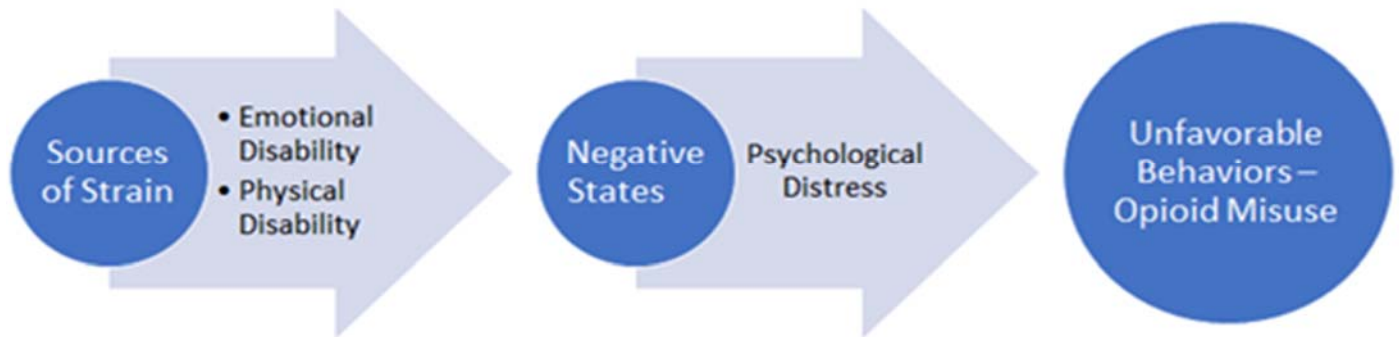 Sources
of Strain
• Emotional
Disability
• Physical
Disability
Negative
States
Psychological
Distress
Unfavorable
Behaviors –
Opioid Misuse